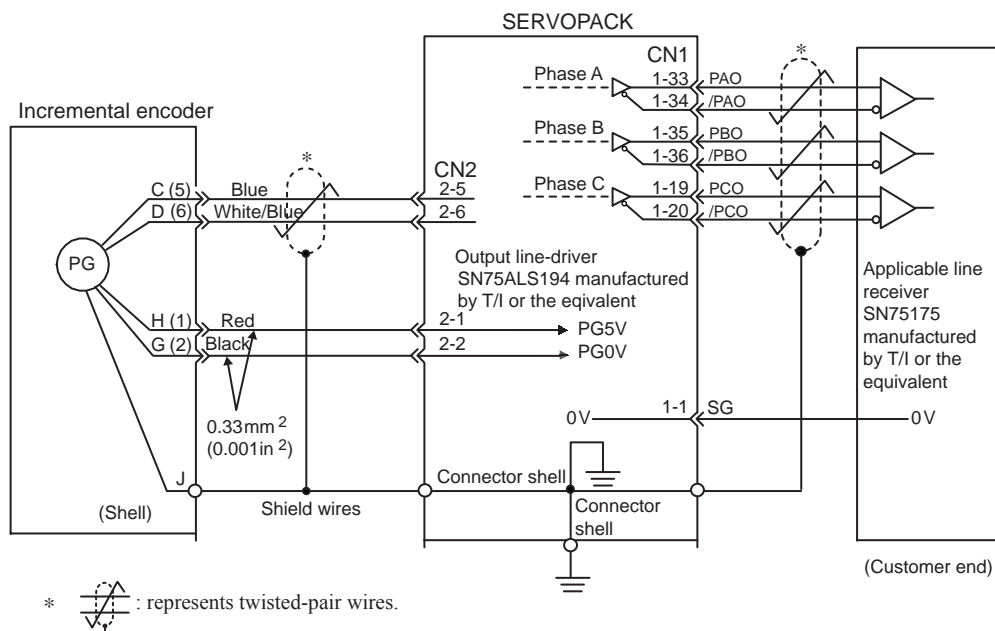 SERVOPACK
Incremental encoder
CN1
*
Phase A
1-33
PAO
1-34
/PAO
Phase B
1-35
PBO
1-36
/PBO
Phase C
1-19
PCO
1-20
/PCO
*
CN2
C (5)
Blue
2-5
D (6)
White/Blue
2-6
PG
Output line-driver
SN75ALS194 manufactured
by T/I or the eqivalent
Applicable line
receiver
SN75175
manufactured
by T/I or the
equivalent
H (1)
Red
2-1
PG5V
G (2)
Black
2-2
PG0V
0.33mm 2
(0.001in 2)
0V
1-1
SG
0V
J
Connector shell
(Shell)
Shield wires
Connector
shell
(Customer end)
* : represents twisted-pair wires.